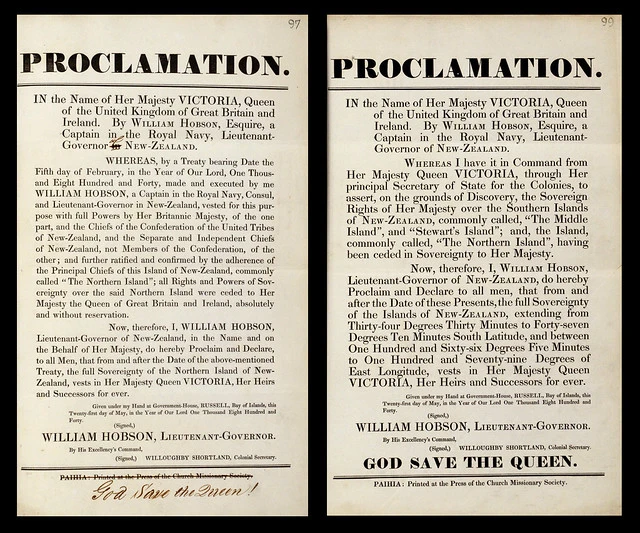 97
PROCLAMATION.
IN the Name of Her Majesty VICTORIA, Queen
of the United Kingdom of Great Britain and
Ireland. By WILLIAM HOBSON, Esquire, a
Captain in the Royal Navy, Lieutenant-
Governor in NEW-ZEALAND.
WHEREAS, by a Treaty bearing Date the
Fifth day of February, in the Year of Our Lord, One Thous-
and Eight Hundred and Forty, made and executed by me
WILLIAM HOBSON, a Captain in the Royal Navy, Consul,
and Lieutenant-Governor in New-Zealand, vested for this pur-
pose with full Powers by Her Britannic Majesty, of the one
part, and the Chiefs of the Confederation of the United Tribes
of New-Zealand, and the Separate and Independent Chiefs
of New-Zealand, not Members of the Confederation, of the
other; and further ratified and confirmed by the adherence of
the Principal Chiefs of this Island of New-Zealand, commonly
called "The Northern Island"; all Rights and Powers of Sov-
ereignty over the said Northern Island were ceded to Her
Majesty the Queen of Great Britain and Ireland, absolutely
and without reservation.
Now, therefore, I, WILLIAM HOBSON,
Lieutenant-Governor of New-Zealand, in the Name and on
the Behalf of Her Majesty, do hereby Proclaim and Declare,
to all Men, that from and after the Date of the above-mentioned
Treaty, the full Sovereignty of the Northern Island of New-
Zealand, vests in Her Majesty Queen VICTORIA, Her Heirs
and Successors for ever.
Given under my Hand at Government-House, RUSSELL, Bay of Islands, this
Twenty-first day of May, in the Year of Our Lord One Thousand Eight Hundred and
Forty.
(Signed,)
WILLIAM HOBSON, LIEUTENANT-GOVERNOR.
By His Excellency's Command,
(Signed,) WILLOUGHBY SHORTLAND, Colonial Secretary.
PAIHIA: Printed at the Press of the Church Missionary Society.
God Save the Queen!
99
PROCLAMATION.
IN the Name of Her Majesty VICTORIA, Queen
of the United Kingdom of Great Britain and
Ireland. By WILLIAM HOBSON, Esquire, a
Captain in the Royal Navy, Lieutenant-
Governor of NEW-ZEALAND.
WHEREAS I have it in Command from
Her Majesty Queen VICTORIA, through Her
principal Secretary of State for the Colonies, to
assert, on the grounds of Discovery, the Sovereign
Rights of Her Majesty over the Southern Islands
of NEW-ZEALAND, commonly called, "The Middle
Island", and "Stewart's Island"; and, the Island,
commonly called, "The Northern Island", having
been ceded in Sovereignty to Her Majesty.
Now, therefore, I, WILLIAM HOBSON,
Lieutenant-Governor of NEW-ZEALAND, do hereby
Proclaim and Declare to all men, that from and
after the Date of these Presents, the full Sovereignty
of the Islands of NEW-ZEALAND, extending from
Thirty-four Degrees Thirty Minutes to Forty-seven
Degrees Ten Minutes South Latitude, and between
One Hundred and Sixty-six Degrees Five Minutes
to One Hundred and Seventy-nine Degrees of
East Longitude, vests in Her Majesty Queen
VICTORIA, Her Heirs and Successors for ever.
Given under my Hand at Government-House, RUSSELL, Bay of Islands, this
Twenty-first day of May, in the Year of Our Lord One Thousand Eight Hundred and
Forty.
(Signed,)
WILLIAM HOBSON, LIEUTENANT-GOVERNOR.
By His Excellency's Command,
(Signed,) WILLOUGHBY SHORTLAND, Colonial Secretary.
GOD SAVE THE QUEEN.
PAIHIA: Printed at the Press of the Church Missionary Society.